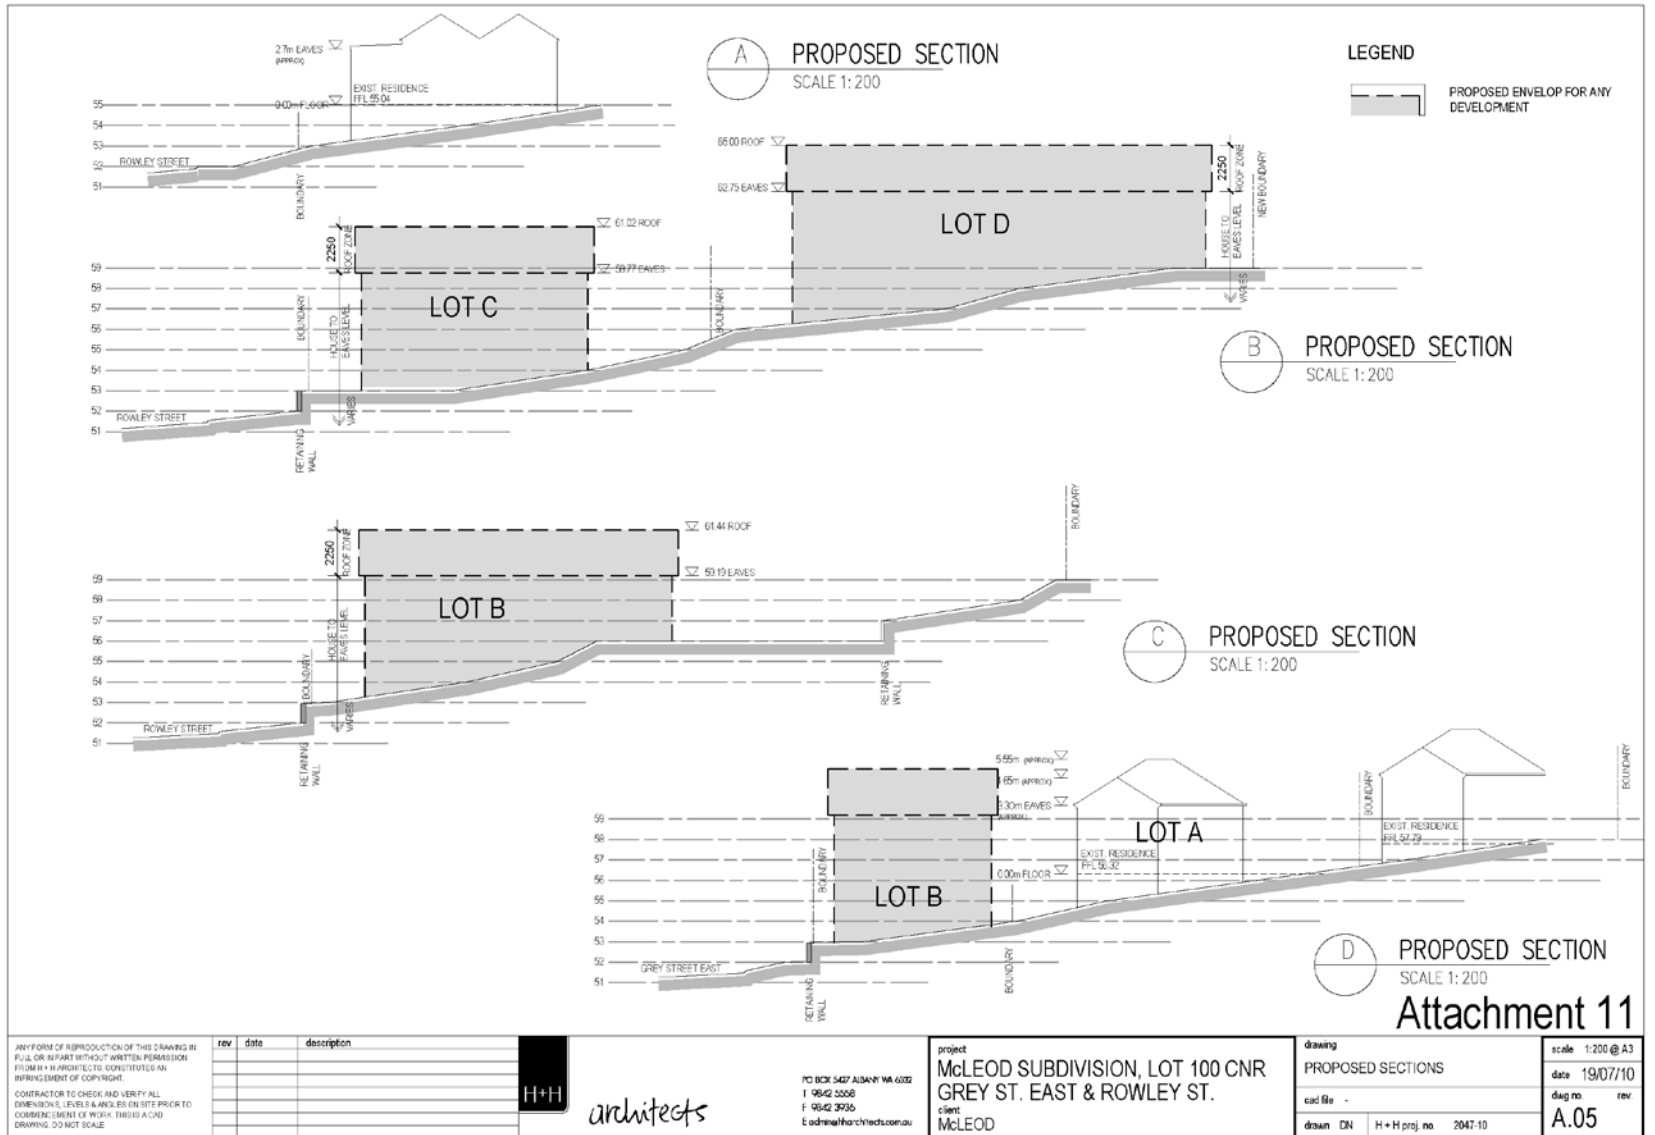 A PROPOSED SECTION
SCALE 1:200
LEGEND
PROPOSED ENVELOP FOR ANY
DEVELOPMENT
2.7m EAVES
(APPROX)
EXIST. RESIDENCE
FFL 55.04
0.00m FLOOR
55
54
53
52
51
ROWLEY STREET
BOUNDARY
65.00 ROOF
62.75 EAVES
LOT D
2250
ROOF ZONE
HOUSE TO
EAVES LEVEL
VARIES
NEW BOUNDARY
61.02 ROOF
58.77 EAVES
LOT C
2250
ROOF ZONE
HOUSE TO
EAVES LEVEL
VARIES
BOUNDARY
BOUNDARY
59
58
57
56
55
54
53
52
51
ROWLEY STREET
RETAINING
WALL
B PROPOSED SECTION
SCALE 1:200
61.44 ROOF
59.19 EAVES
LOT B
2250
ROOF ZONE
HOUSE TO
EAVES LEVEL
VARIES
BOUNDARY
BOUNDARY
59
58
57
56
55
54
53
52
51
ROWLEY STREET
RETAINING
WALL
RETAINING
WALL
C PROPOSED SECTION
SCALE 1:200
5.55m (APPROX)
.65m (APPROX)
3.30m EAVES
(APPROX)
LOT A
EXIST. RESIDENCE
FFL 56.32
0.00m FLOOR
EXIST. RESIDENCE
FFL 57.79
LOT B
BOUNDARY
BOUNDARY
BOUNDARY
BOUNDARY
59
58
57
56
55
54
53
52
51
GREY STREET EAST
RETAINING
WALL
D PROPOSED SECTION
SCALE 1:200
Attachment 11
ANY FORM OF REPRODUCTION OF THIS DRAWING IN
FULL OR IN PART WITHOUT WRITTEN PERMISSION
FROM H + H ARCHITECTS, CONSTITUTES AN
INFRINGEMENT OF COPYRIGHT.
CONTRACTOR TO CHECK AND VERIFY ALL
DIMENSIONS, LEVELS & ANGLES ON SITE PRIOR TO
COMMENCEMENT OF WORK. THIS IS A CAD
DRAWING, DO NOT SCALE
rev date description
H+H
architects
PO BOX 5427 ALBANY WA 6332
T 9842 5558
F 9842 3936
E admin@hharchitects.com.au
project
McLEOD SUBDIVISION, LOT 100 CNR
GREY ST. EAST & ROWLEY ST.
client
McLEOD
drawing
PROPOSED SECTIONS
cad file -
drawn DN H + H proj. no. 2047-10
scale 1:200 @ A3
date 19/07/10
dwg no. rev.
A.05